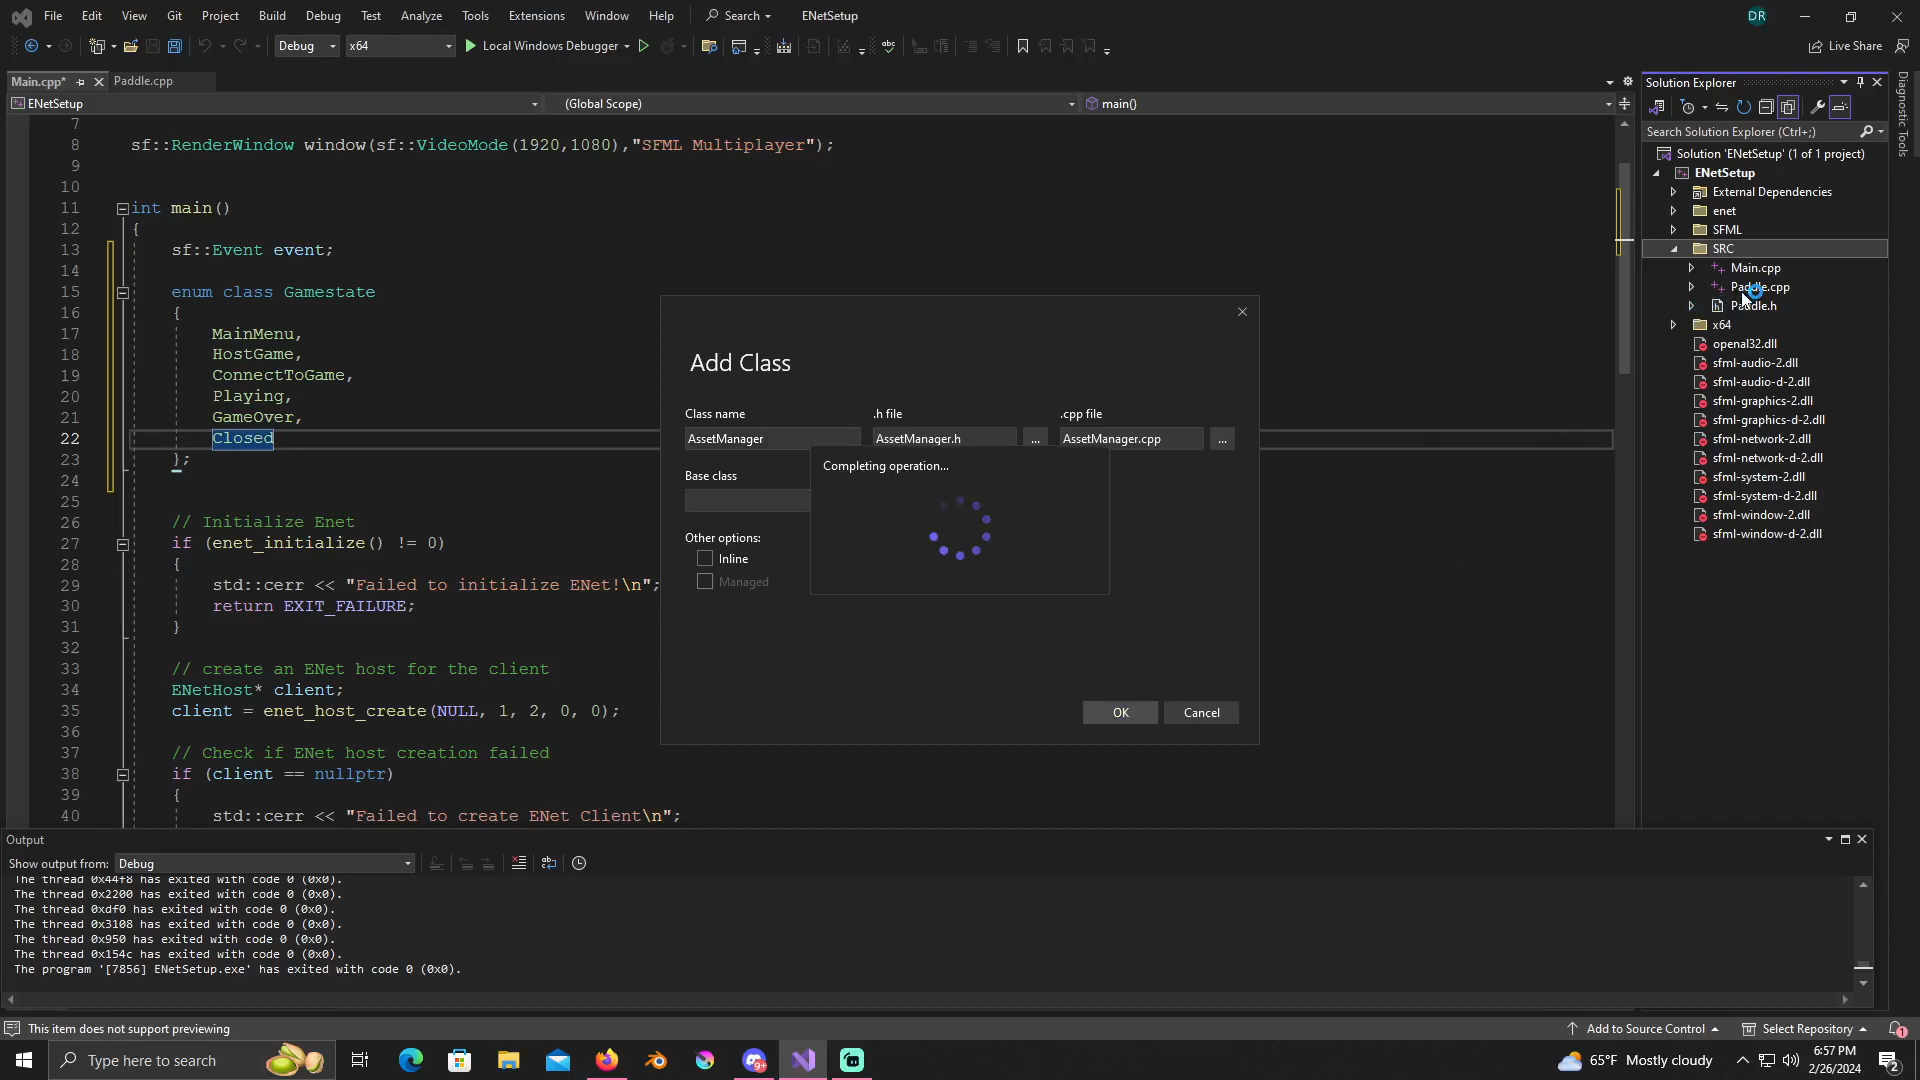 File Edit View Git Project Build Debug Test Analyze Tools Extensions Window Help Search ENetSetup DR
Debug x64 Local Windows Debugger Live Share
Main.cpp* Paddle.cpp
ENetSetup (Global Scope) main()
7
8 sf::RenderWindow window(sf::VideoMode(1920,1080),"SFML Multiplayer");
9
10
11 int main()
12 {
13 sf::Event event;
14
15 enum class Gamestate
16 {
17 MainMenu,
18 HostGame,
19 ConnectToGame,
20 Playing,
21 GameOver,
22 Closed
23 };
24
25
26 // Initialize Enet
27 if (enet_initialize() != 0)
28 {
29 std::cerr << "Failed to initialize ENet!\n";
30 return EXIT_FAILURE;
31 }
32
33 // create an ENet host for the client
34 ENetHost* client;
35 client = enet_host_create(NULL, 1, 2, 0, 0);
36
37 // Check if ENet host creation failed
38 if (client == nullptr)
39 {
40 std::cerr << "Failed to create ENet Client\n";
Add Class
Class name .h file .cpp file
AssetManager AssetManager.h ... AssetManager.cpp ...
Base class
Completing operation...
Other options:
Inline
Managed
OK Cancel
Solution Explorer
Search Solution Explorer (Ctrl+;)
Solution 'ENetSetup' (1 of 1 project)
ENetSetup
External Dependencies
enet
SFML
SRC
Main.cpp
Paddle.cpp
Paddle.h
x64
openal32.dll
sfml-audio-2.dll
sfml-audio-d-2.dll
sfml-graphics-2.dll
sfml-graphics-d-2.dll
sfml-network-2.dll
sfml-network-d-2.dll
sfml-system-2.dll
sfml-system-d-2.dll
sfml-window-2.dll
sfml-window-d-2.dll
Diagnostic Tools
Output
Show output from: Debug
The thread 0x44f8 has exited with code 0 (0x0).
The thread 0x2200 has exited with code 0 (0x0).
The thread 0xdf0 has exited with code 0 (0x0).
The thread 0x3108 has exited with code 0 (0x0).
The thread 0x950 has exited with code 0 (0x0).
The thread 0x154c has exited with code 0 (0x0).
The program '[7856] ENetSetup.exe' has exited with code 0 (0x0).
This item does not support previewing Add to Source Control Select Repository 1
Type here to search 9+ 65°F Mostly cloudy 6:57 PM
2/26/2024 2